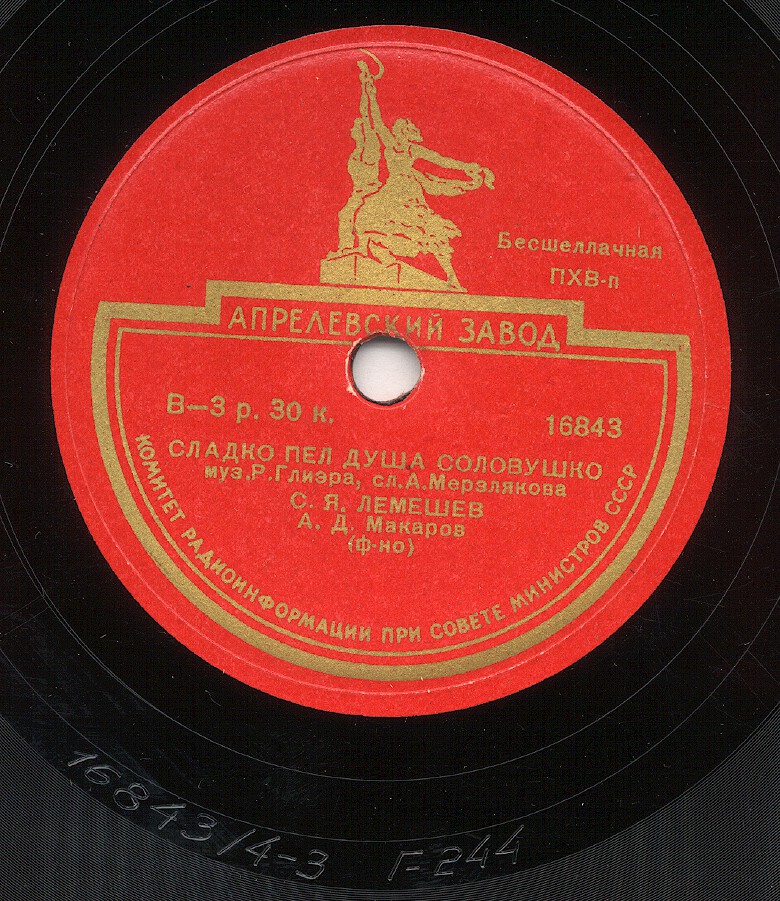 Бесшеллачная
ПХВ-п
АПРЕЛЕВСКИЙ ЗАВОД
В—3 р. 30 к.
16843
СЛАДКО ПЕЛ ДУША СОЛОВУШКО
муз.Р.Глиэра, сл.А.Мерзлякова
С. Я. ЛЕМЕШЕВ
А. Д. Макаров
(ф-но)
КОМИТЕТ РАДИОИНФОРМАЦИИ ПРИ СОВЕТЕ МИНИСТРОВ СССР
16843/4-3 Г-244